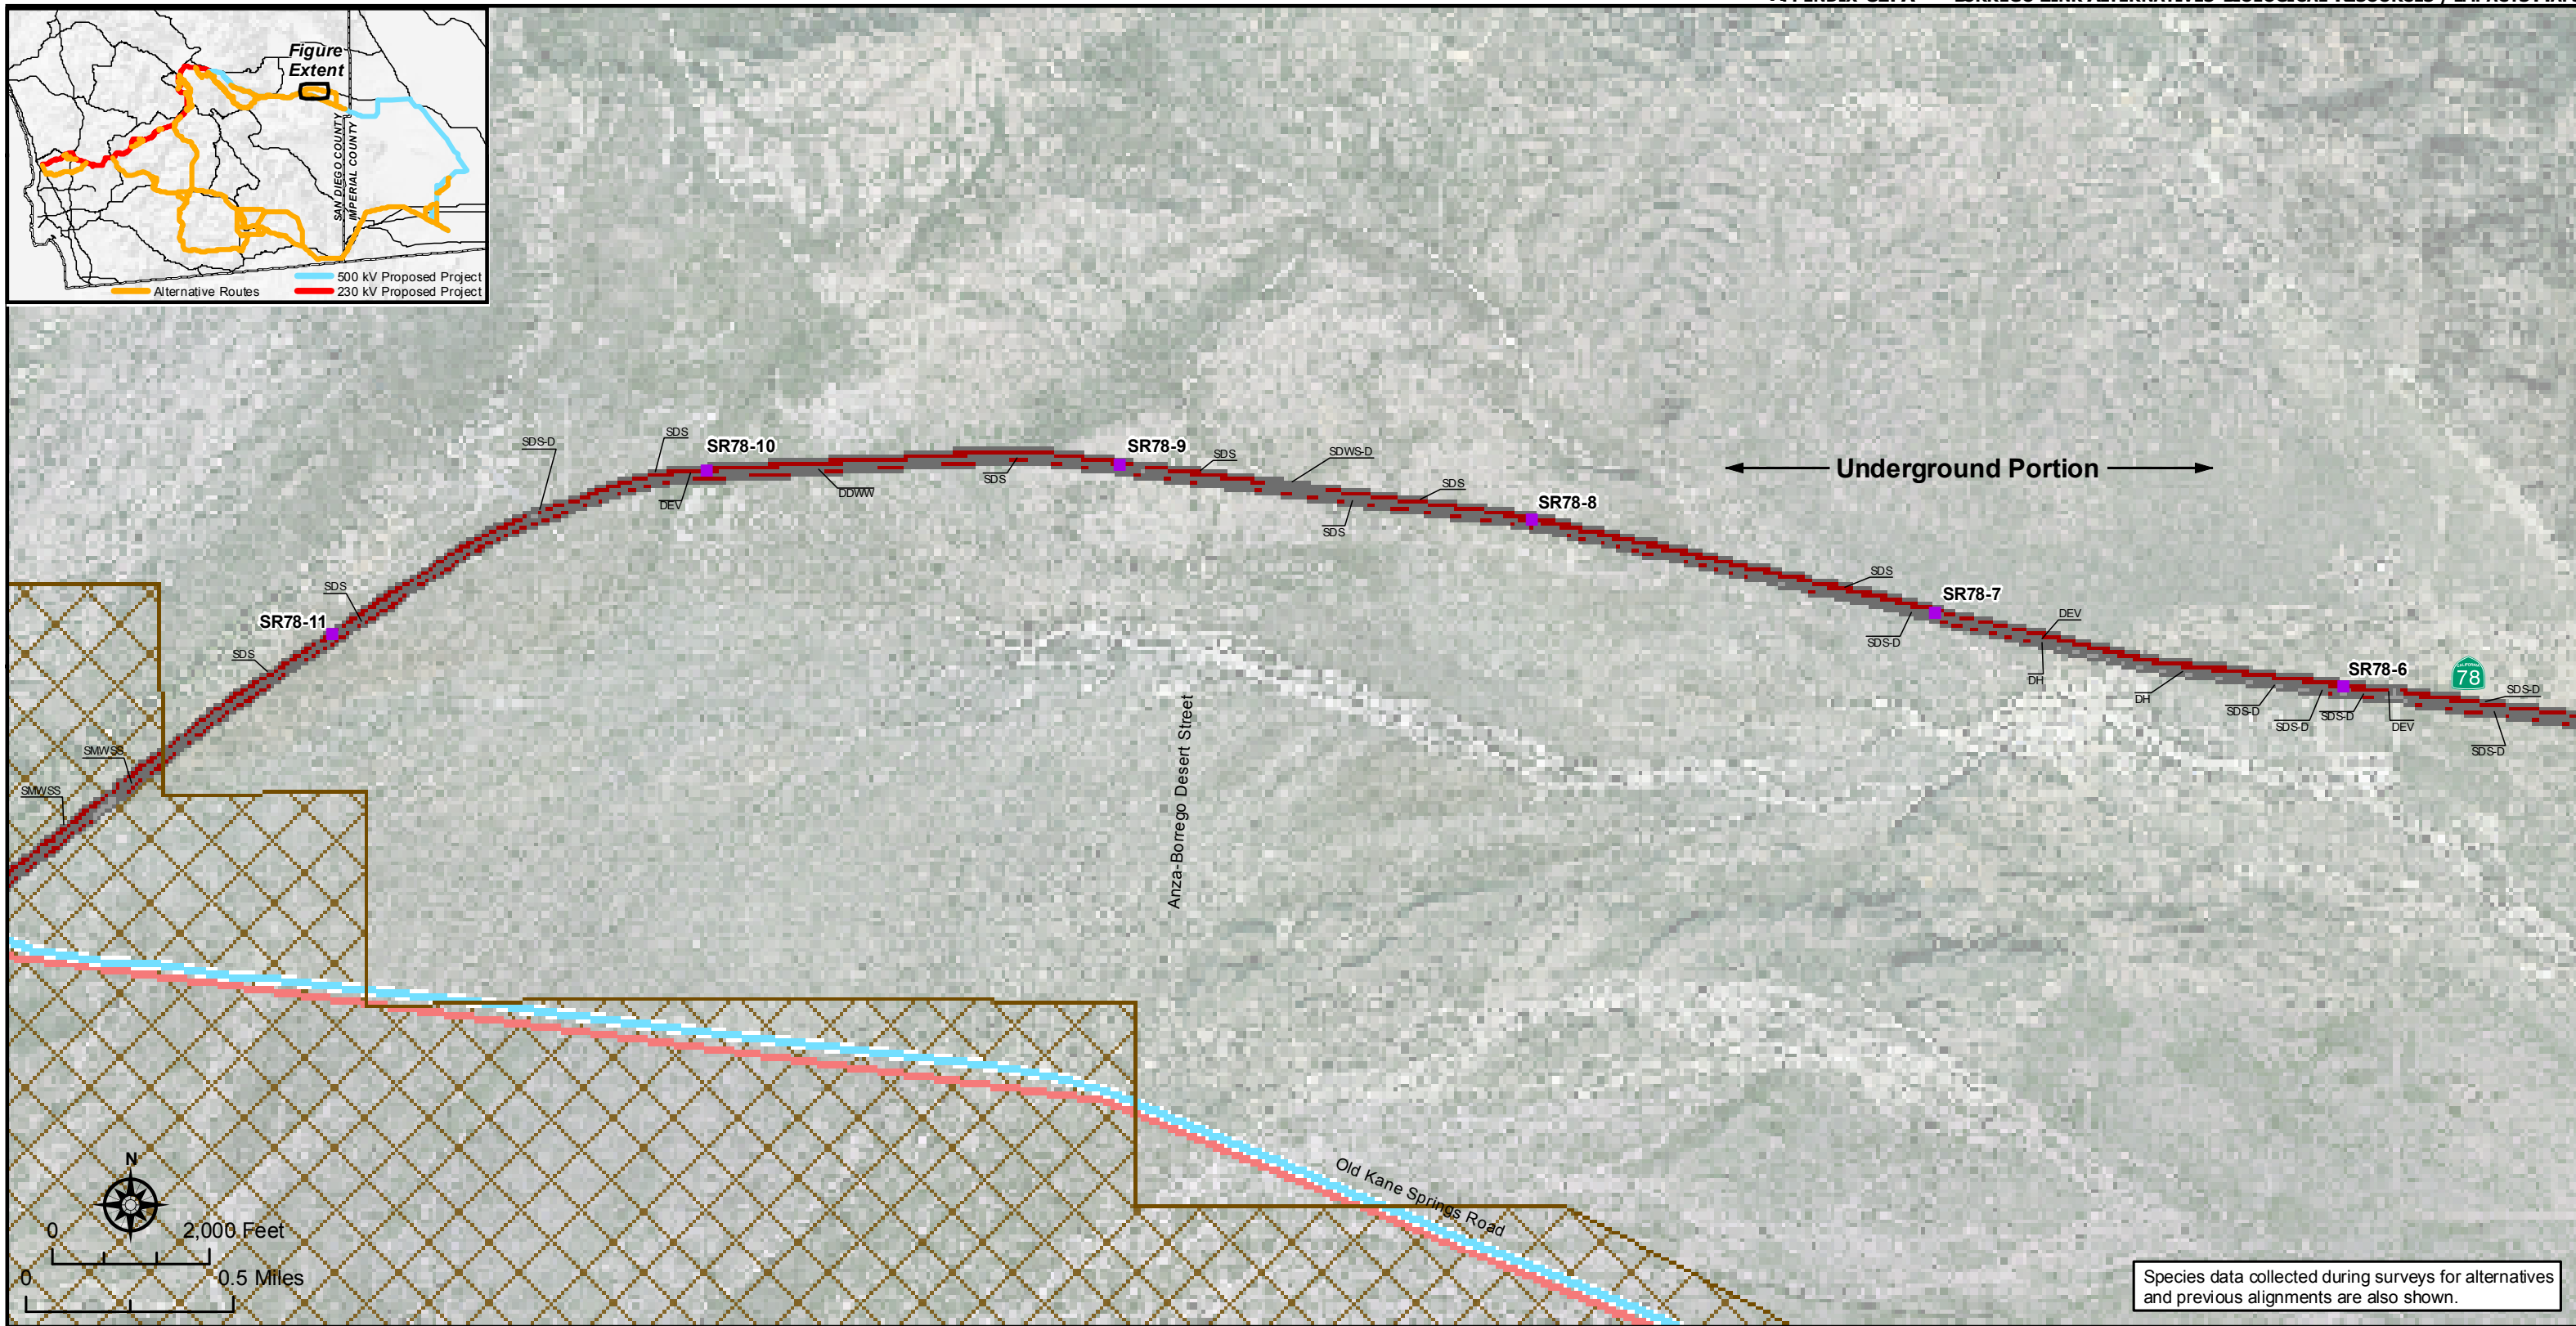 Figure
Extent
SAN DIEGO COUNTY
IMPERIAL COUNTY
500 kV Proposed Project
Alternative Routes
230 kV Proposed Project
SDS-D
SDS
SR78-10
DEV
DDWW
SDS
SR78-9
SDS
SDWS-D
SDS
SDS
SR78-8
Underground Portion
SDS
SR78-7
SDS-D
DEV
DH
DH
SDS-D
SDS-D
SDS-D
SR78-6
DEV
CALIFORNIA
78
SDS-D
SDS-D
SDS
SR78-11
SDS
SMWSS
SMWSS
Anza-Borrego Desert Street
Old Kane Springs Road
N
0 2,000 Feet
0 0.5 Miles
Species data collected during surveys for alternatives
and previous alignments are also shown.